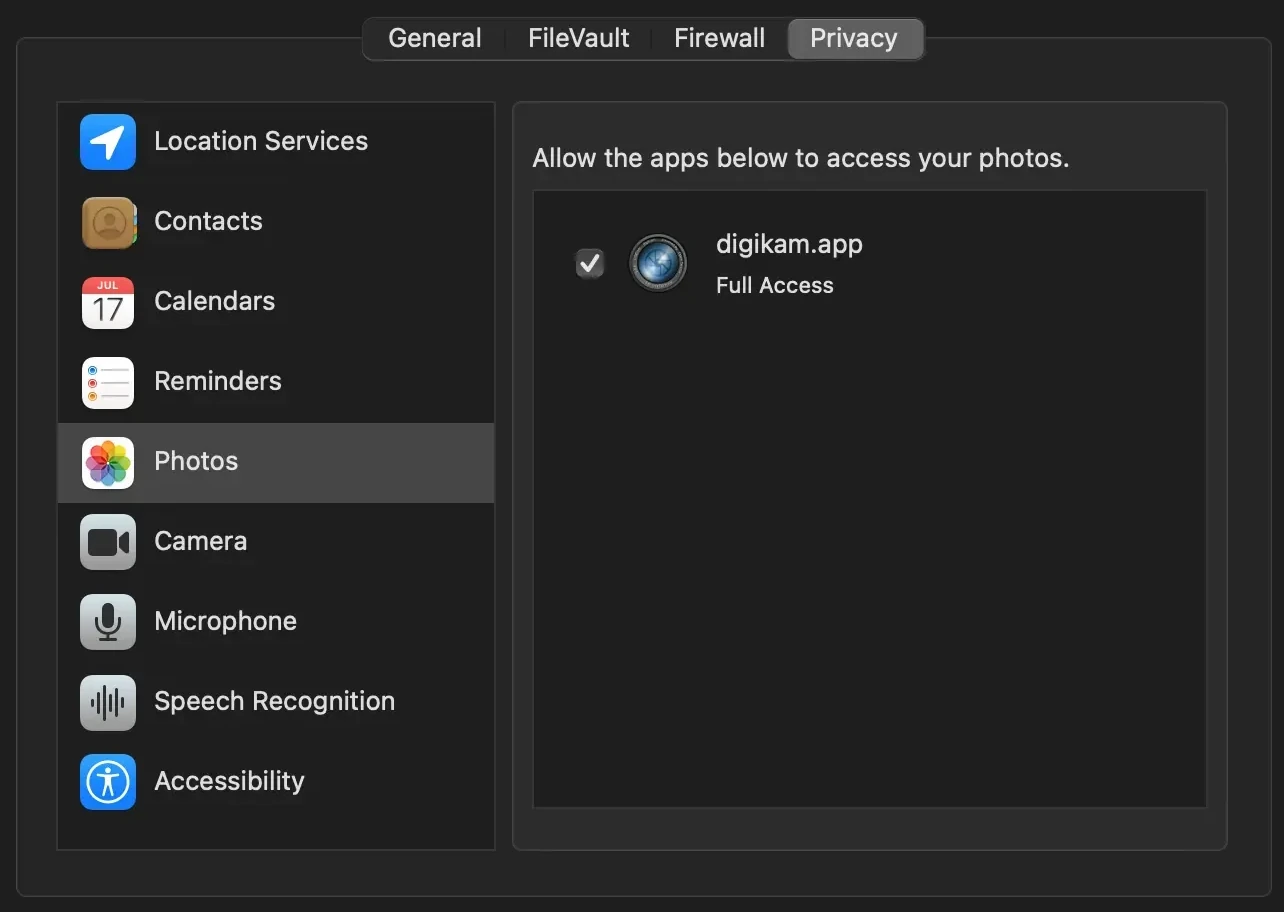 General
FileVault
Firewall
Privacy
Location Services
Contacts
JUL
17
Calendars
Reminders
Photos
Camera
Microphone
Speech Recognition
Accessibility
Allow the apps below to access your photos.
digikam.app
Full Access